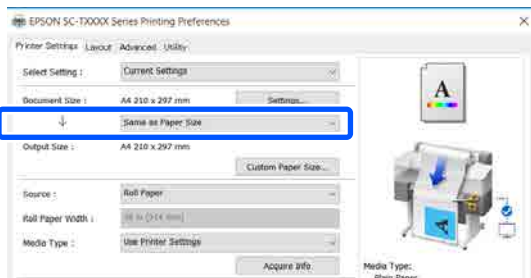 EPSON SC-TXXXX Series Printing Preferences
Printer Settings Layout Advanced Utility
Select Setting : Current Settings
Document Size : A4 210 x 297 mm Settings...
Same as Paper Size
Output Size : A4 210 x 297 mm
Custom Paper Size...
Source : Roll Paper
Roll Paper Width :
Media Type : Use Printer Settings
Acquire Info
A
A
Media Type:
Plain Paper